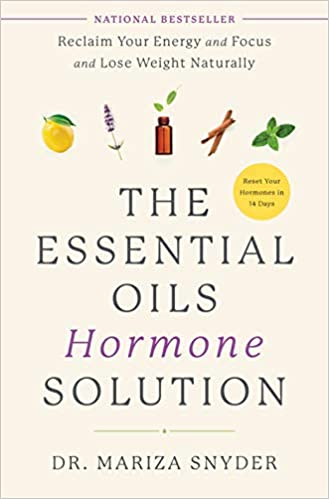 NATIONAL BESTSELLER
Reclaim Your Energy and Focus
and Lose Weight Naturally
Reset Your
Hormones in
14 Days
THE
ESSENTIAL
OILS
Hormone
SOLUTION
DR. MARIZA SNYDER